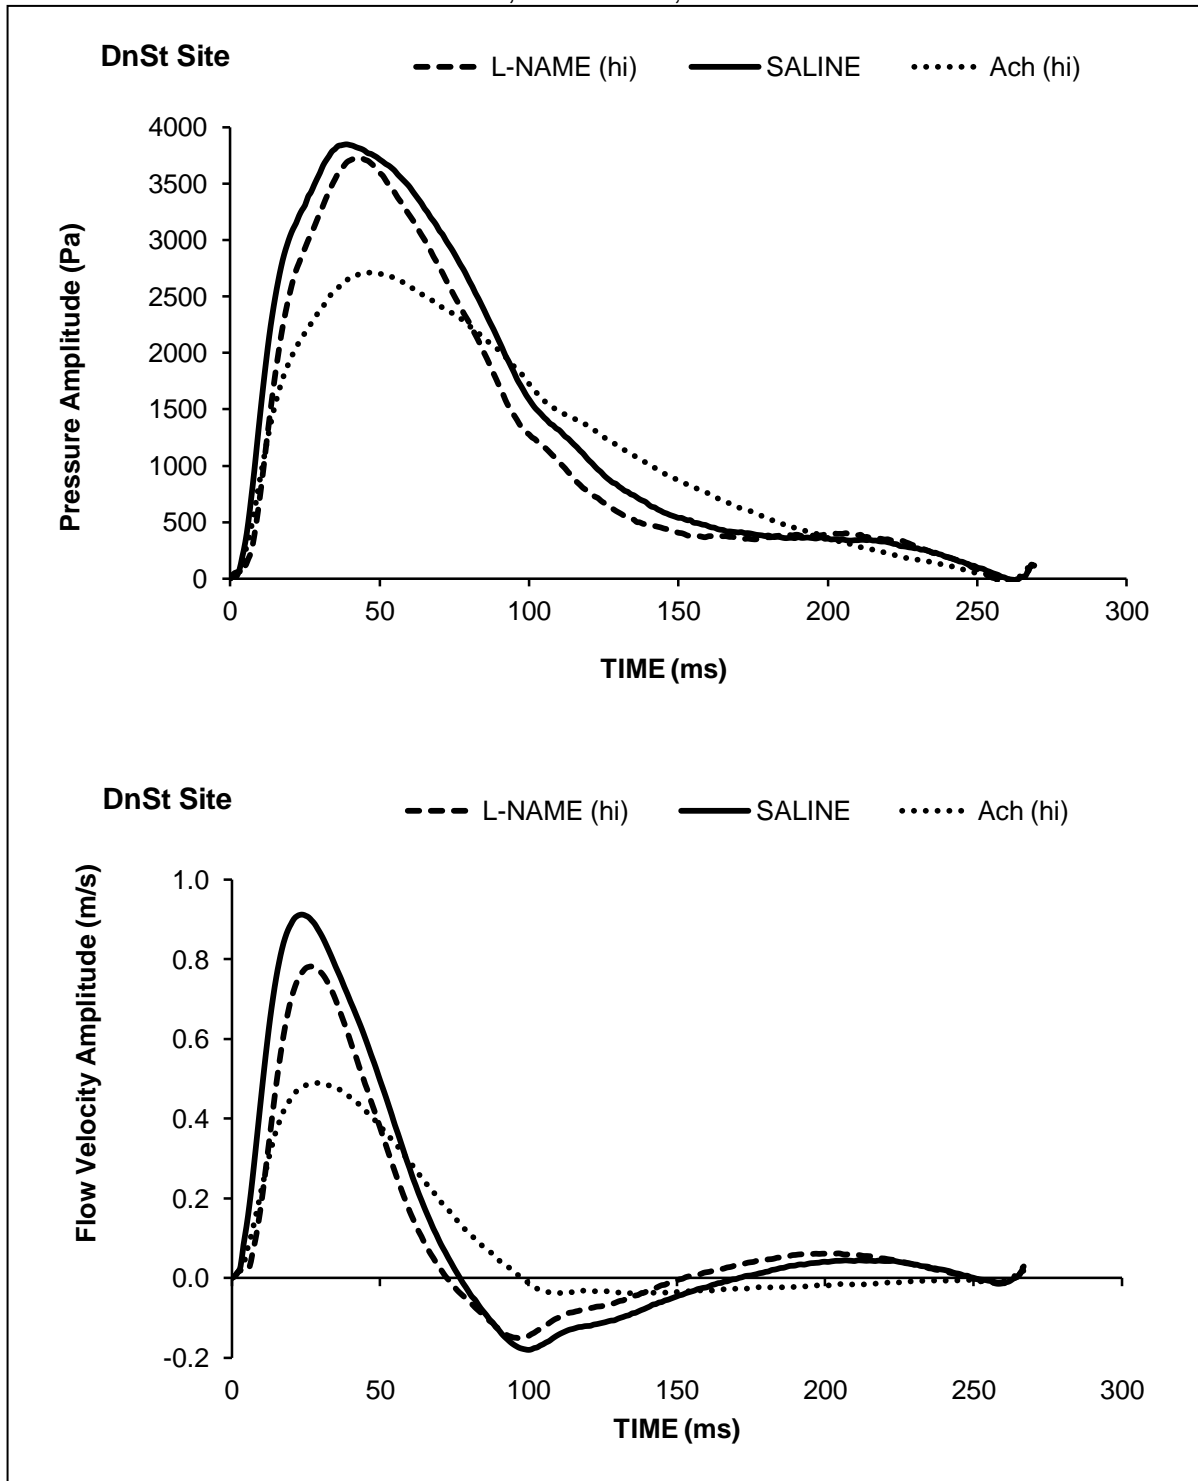 DnSt Site
L-NAME (hi) SALINE Ach (hi)
4000
3500
3000
2500
2000
1500
1000
500
0
Pressure Amplitude (Pa)
0 50 100 150 200 250 300
TIME (ms)
DnSt Site
L-NAME (hi) SALINE Ach (hi)
1.0
0.8
0.6
0.4
0.2
0.0
-0.2
Flow Velocity Amplitude (m/s)
0 50 100 150 200 250 300
TIME (ms)